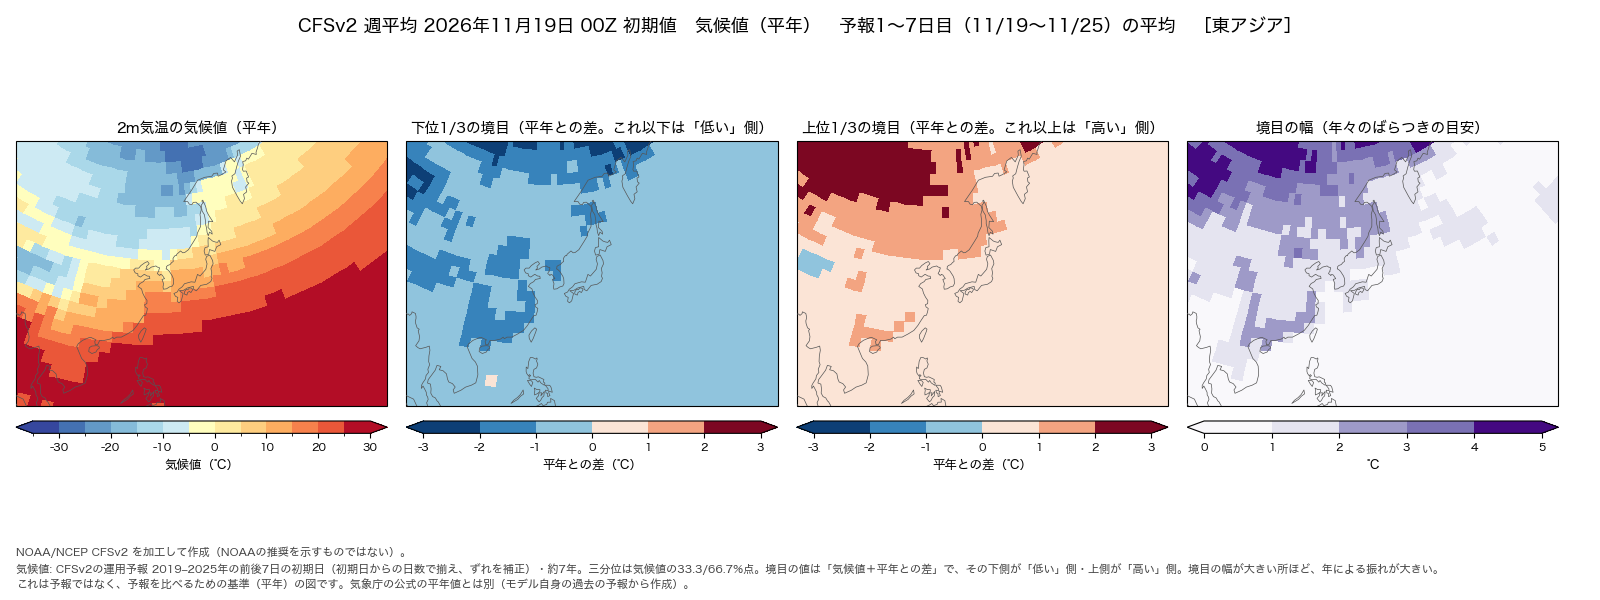 CFSv2 週平均 2026年11月19日 00Z 初期値　気候値（平年）　予報1～7日目（11/19～11/25）の平均　［東アジア］
2m気温の気候値（平年）
下位1/3の境目（平年との差。これ以下は「低い」側）
上位1/3の境目（平年との差。これ以上は「高い」側）
境目の幅（年々のばらつきの目安）
-30 -20 -10 0 10 20 30
気候値（℃）
-3 -2 -1 0 1 2 3
平年との差（℃）
-3 -2 -1 0 1 2 3
平年との差（℃）
0 1 2 3 4 5
℃
NOAA/NCEP CFSv2 を加工して作成（NOAAの推奨を示すものではない）。
気候値: CFSv2の運用予報 2019–2025年の前後7日の初期日（初期日からの日数で揃え、ずれを補正）・約7年。三分位は気候値の33.3/66.7%点。境目の値は「気候値＋平年との差」で、その下側が「低い」側・上側が「高い」側。境目の幅が大きい所ほど、年による振れが大きい。
これは予報ではなく、予報を比べるための基準（平年）の図です。気象庁の公式の平年値とは別（モデル自身の過去の予報から作成）。